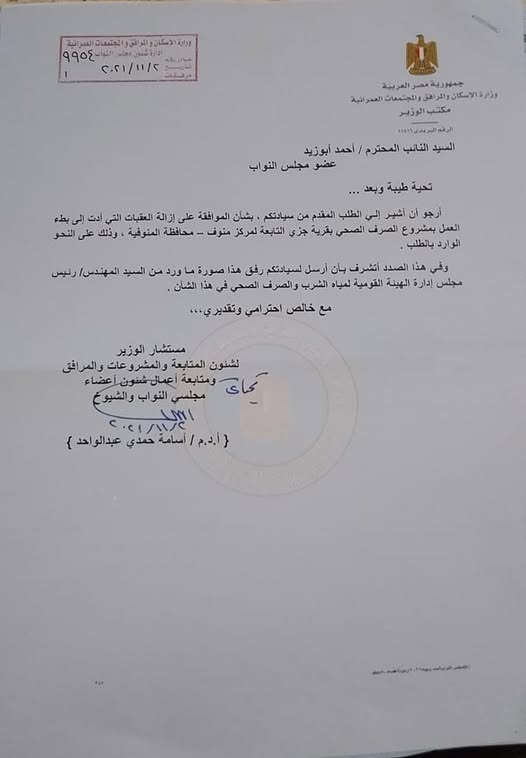 وزارة الإسكان والمرافق والمجتمعات العمرانية
إدارة شئون مجلس النواب
صادر رقم ٩٩٥٤
تاريخ ٢٠٢١/١١/٢
مرفقات ١
جمهورية مصر العربية
وزارة الإسكان والمرافق والمجتمعات العمرانية
مكتب الوزير
الرقم البريدي ١١٥١٦
السيد النائب المحترم / أحمد أبوزيد
عضو مجلس النواب
تحية طيبة وبعد ...
أرجو أن أشير إلي الطلب المقدم من سيادتكم ، بشأن الموافقة على إزالة العقبات التي أدت إلى بطء
العمل بمشروع الصرف الصحي بقرية جزي التابعة لمركز منوف – محافظة المنوفية ، وذلك على النحو
الوارد بالطلب .
وفي هذا الصدد أتشرف بأن أرسل لسيادتكم رفق هذا صورة ما ورد من السيد المهندس/ رئيس
مجلس إدارة الهيئة القومية لمياه الشرب والصرف الصحي في هذا الشأن .
مع خالص احترامي وتقديري،،،
مستشار الوزير
لشئون المتابعة والمشروعات والمرافق
ومتابعة أعمال شئون أعضاء
مجلسي النواب والشيوخ
٢٠٢١/١١/٢
{ أ.د.م / أسامة حمدي عبدالواحد }